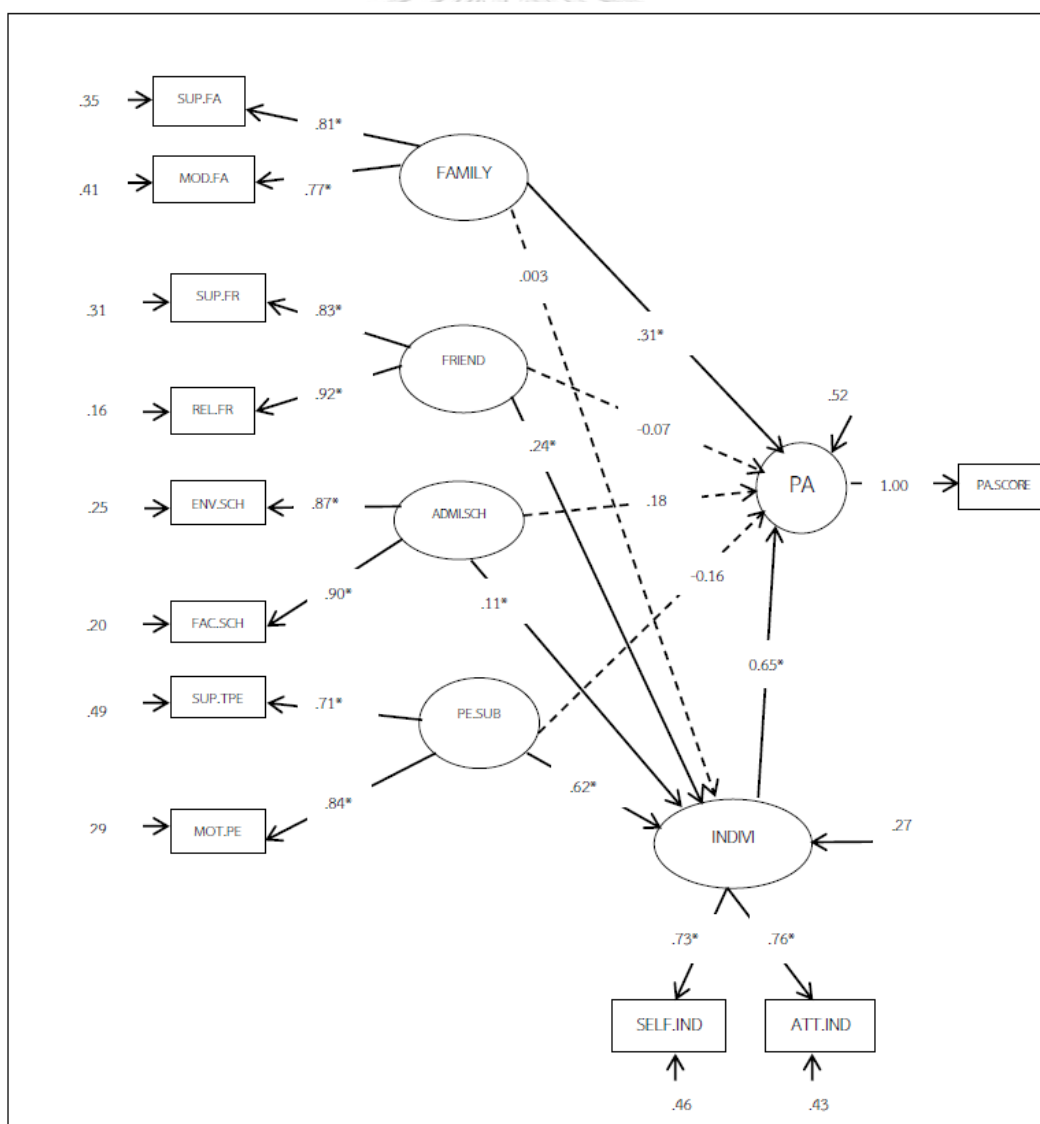 .35
SUP.FA
.81*
.41
MOD.FA
.77*
FAMILY
.003
.31
SUP.FR
.83*
.31*
FRIEND
.16
REL.FR
.92*
-0.07
.52
.24*
PA
1.00
PA.SCORE
.25
ENV.SCH
.87*
ADMI.SCH
.18
-0.16
.90*
.11*
.20
FAC.SCH
0.65*
.49
SUP.TPE
.71*
PE.SUB
.62*
.84*
29
MOT.PE
INDIVI
.27
.73*
.76*
SELF.IND
ATT.IND
.46
.43